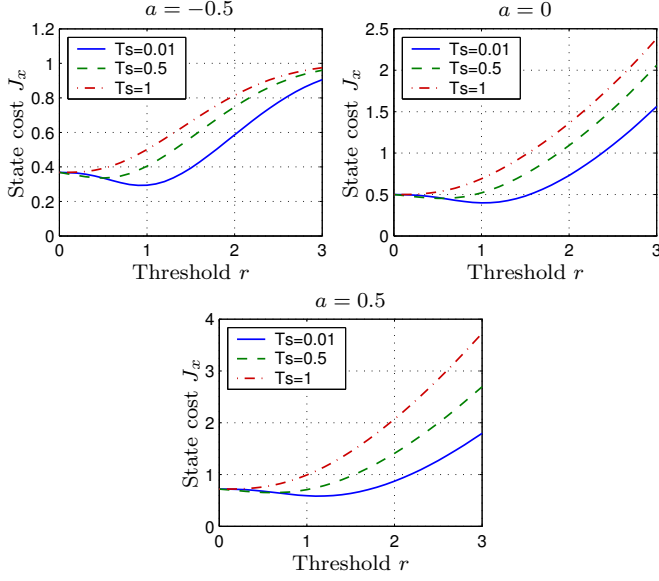 a = −0.5
1.2
1
0.8
0.6
0.4
0.2
0
0 1 2 3
State cost Jx
Threshold r
Ts=0.01
Ts=0.5
Ts=1
a = 0
2.5
2
1.5
1
0.5
0
0 1 2 3
State cost Jx
Threshold r
Ts=0.01
Ts=0.5
Ts=1
a = 0.5
4
3
2
1
0
0 1 2 3
State cost Jx
Threshold r
Ts=0.01
Ts=0.5
Ts=1